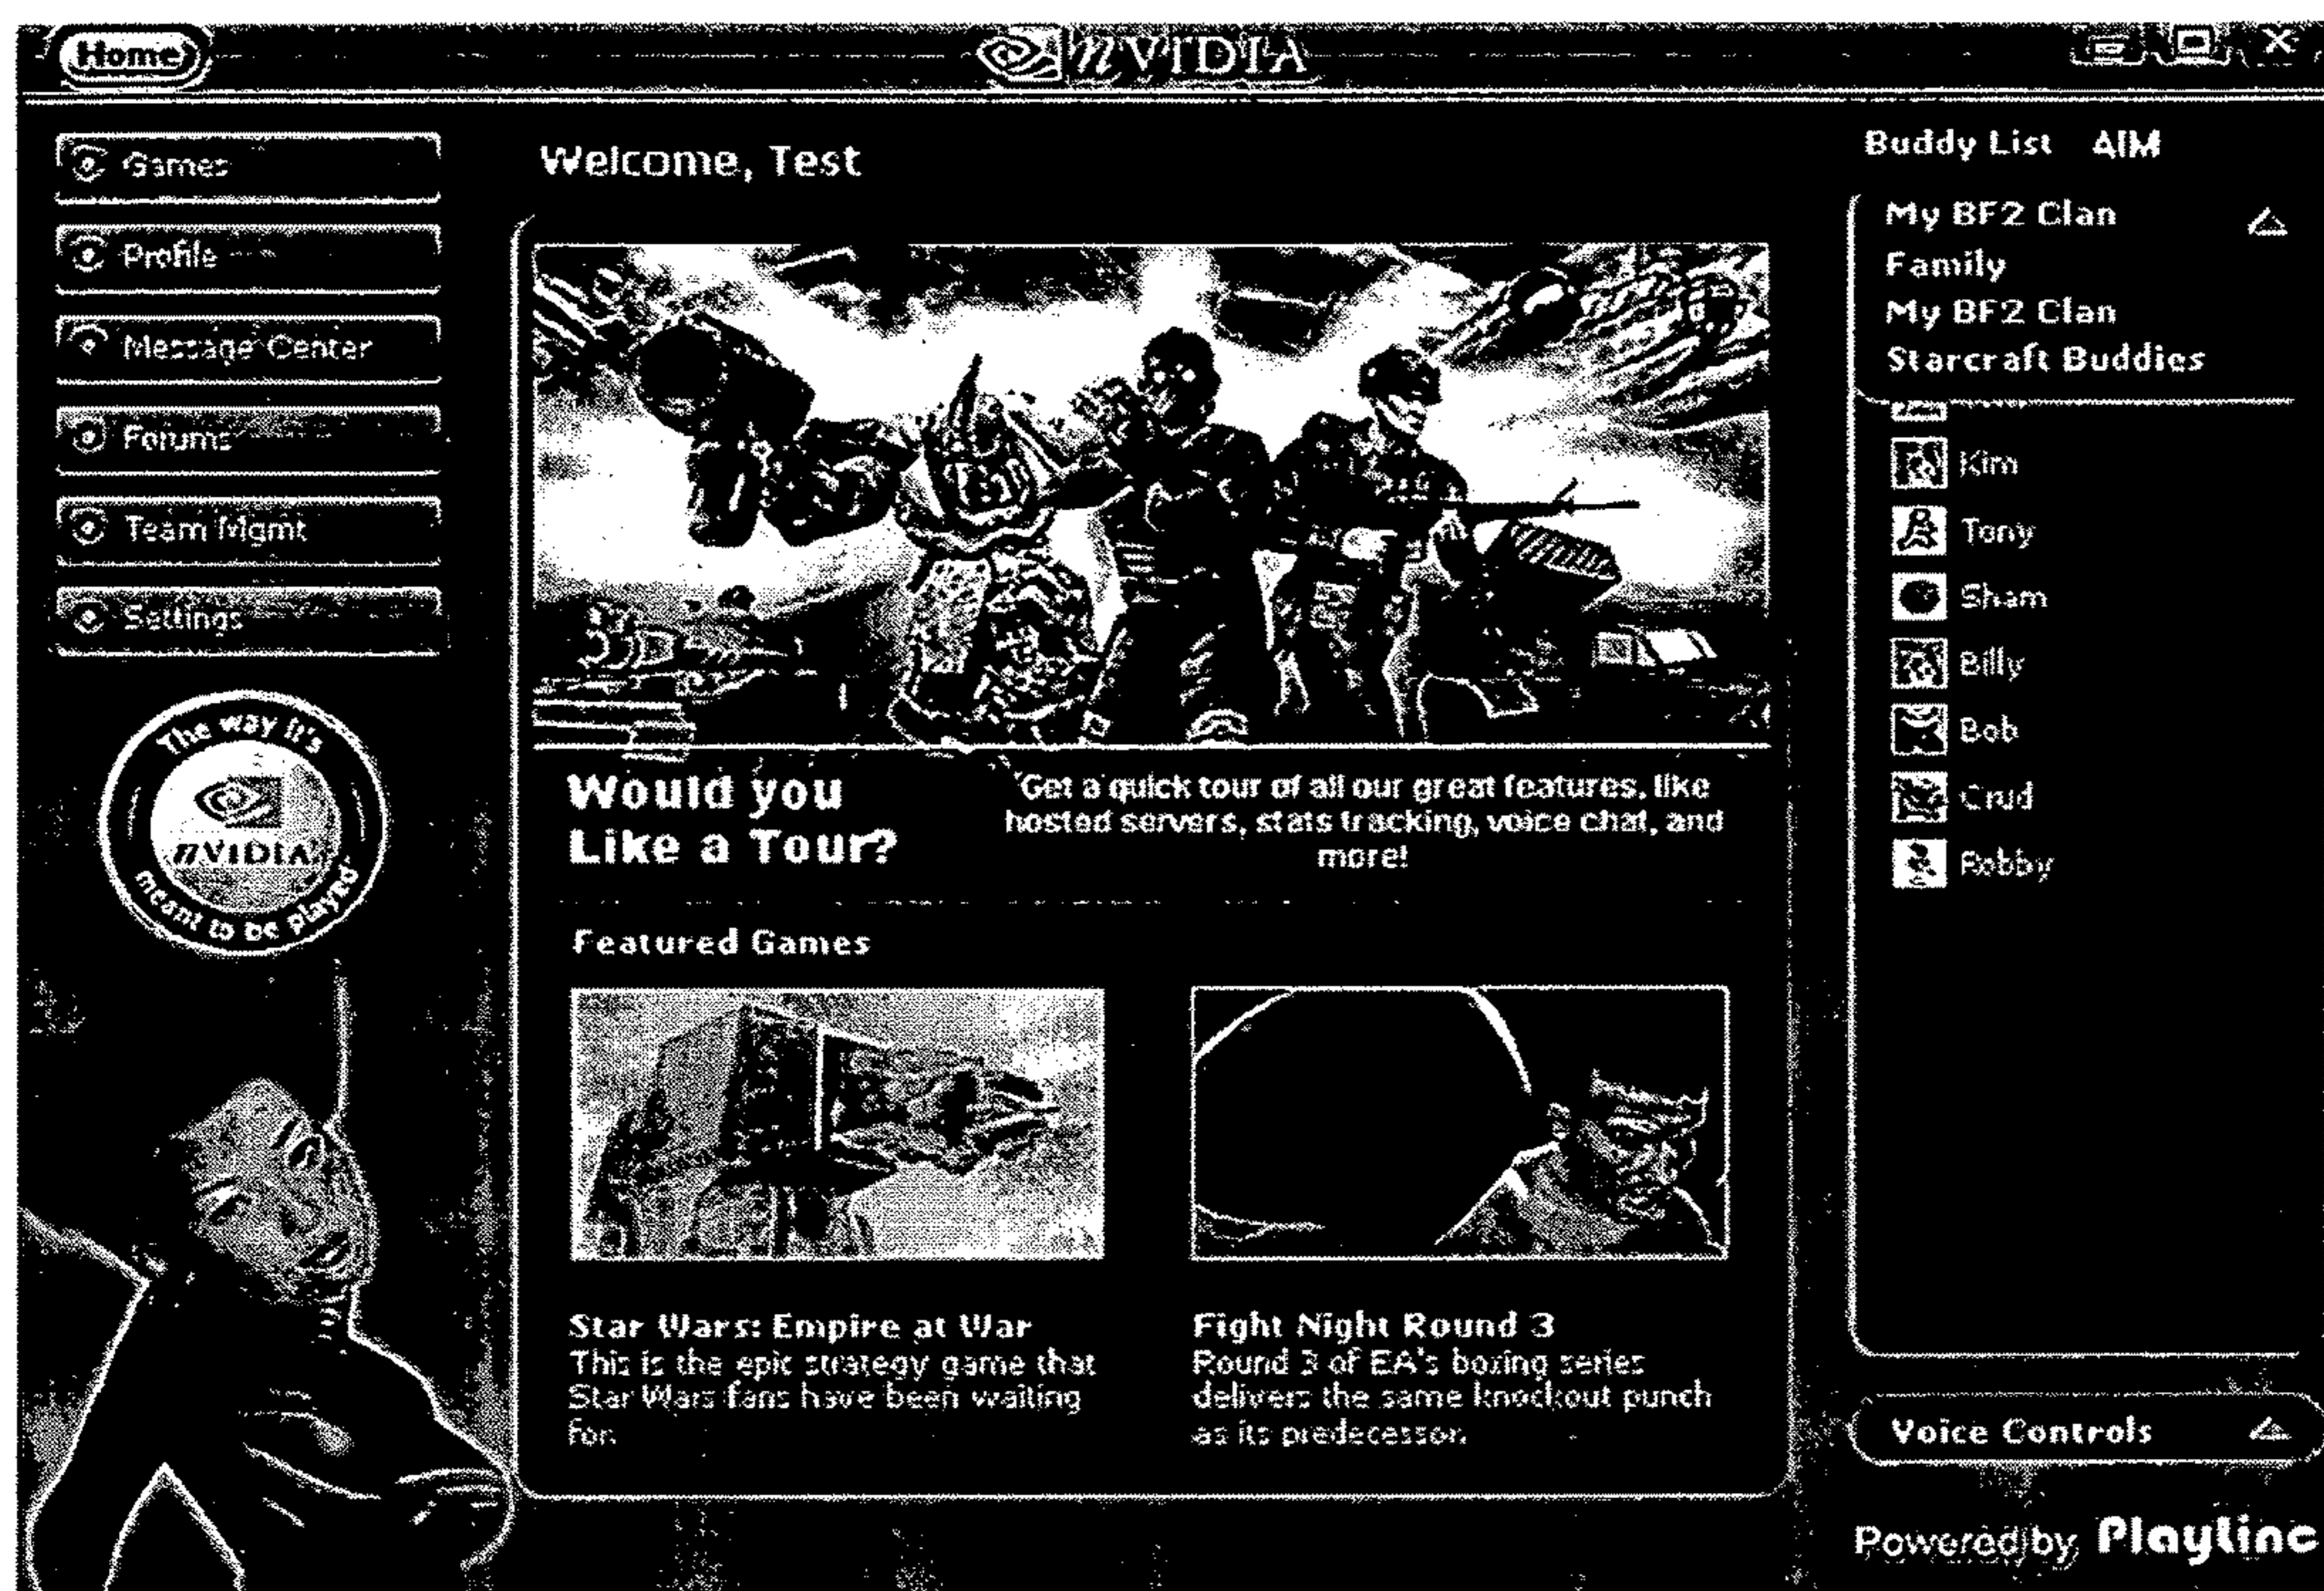 Home
nVIDIA
Games
Profile
Message Center
Forums
Team Mgmt
Settings
The way it's
nVIDIA
meant to be played
Welcome, Test
Would you
Like a Tour?
Get a quick tour of all our great features, like
hosted servers, stats tracking, voice chat, and
more!
Featured Games
Star Wars: Empire at War
This is the epic strategy game that
Star Wars fans have been waiting
for.
Fight Night Round 3
Round 3 of EA's boxing series
delivers the same knockout punch
as its predecessor.
Buddy List AIM
My BF2 Clan
Family
My BF2 Clan
Starcraft Buddies
Kim
Tony
Sham
Billy
Bob
Crud
Robby
Voice Controls
Powered by PlayLinc